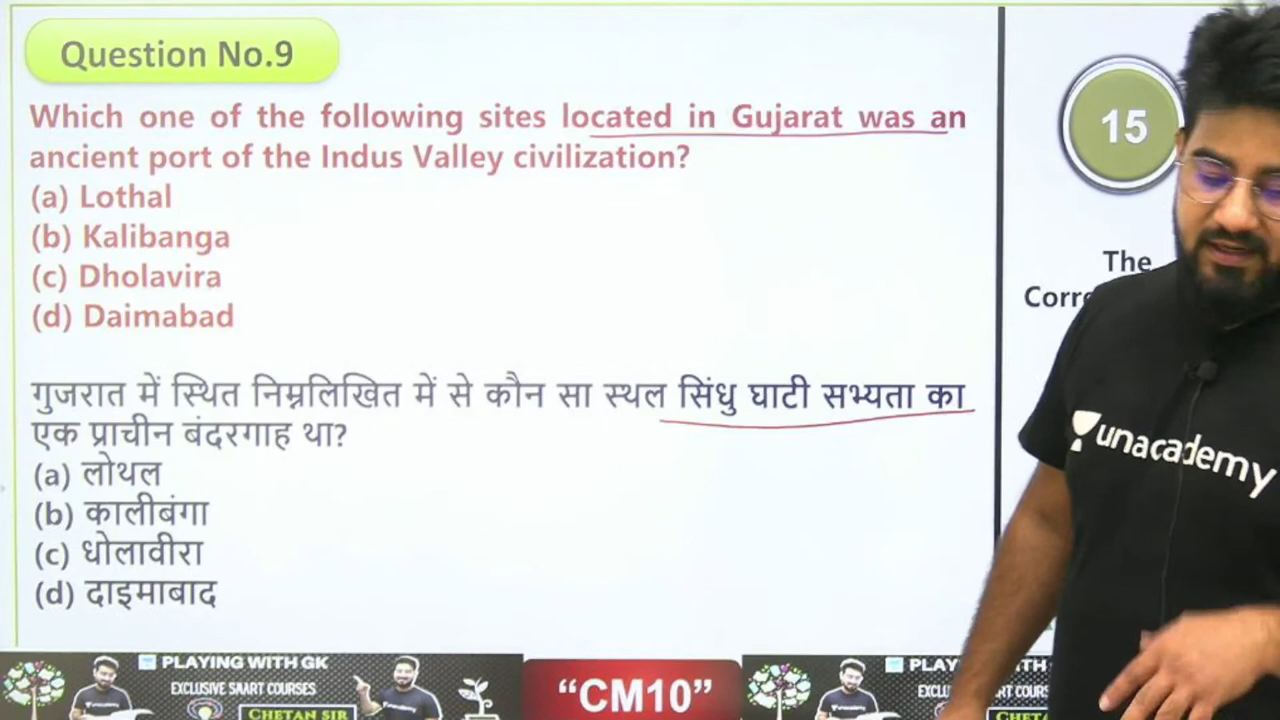 Question No.9
Which one of the following sites located in Gujarat was an
ancient port of the Indus Valley civilization?
(a) Lothal
(b) Kalibanga
(c) Dholavira
(d) Daimabad
गुजरात में स्थित निम्नलिखित में से कौन सा स्थल सिंधु घाटी सभ्यता का
एक प्राचीन बंदरगाह था?
(a) लोथल
(b) कालीबंगा
(c) धोलावीरा
(d) दाइमाबाद
15
The
unacademy
PLAYING WITH GK
EXCLUSIVE SAART COURSES
CHETAN SIR
"CM10"